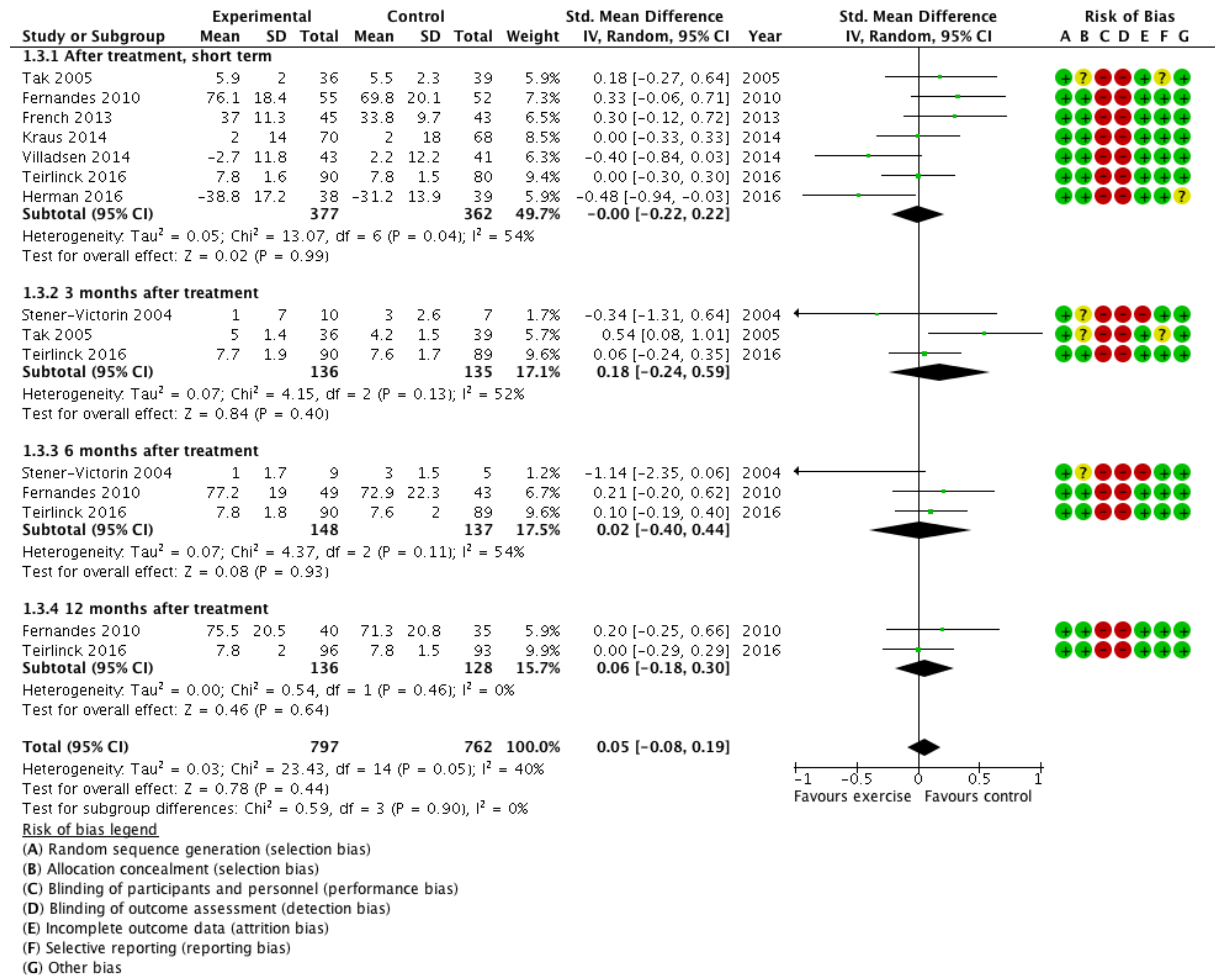 Experimental Control Std. Mean Difference Std. Mean Difference Risk of Bias
Study or Subgroup Mean SD Total Mean SD Total Weight IV, Random, 95% CI Year IV, Random, 95% CI A B C D E F G
1.3.1 After treatment, short term
Tak 2005 5.9 2 36 5.5 2.3 39 5.9% 0.18 [-0.27, 0.64] 2005 + ? - - + ? +
Fernandes 2010 76.1 18.4 55 69.8 20.1 52 7.3% 0.33 [-0.06, 0.71] 2010 + + - - + + +
French 2013 37 11.3 45 33.8 9.7 43 6.5% 0.30 [-0.12, 0.72] 2013 + + - - + + +
Kraus 2014 2 14 70 2 18 68 8.5% 0.00 [-0.33, 0.33] 2014 + + - - + + +
Villadsen 2014 -2.7 11.8 43 2.2 12.2 41 6.3% -0.40 [-0.84, 0.03] 2014 + + - - + + +
Teirlinck 2016 7.8 1.6 90 7.8 1.5 80 9.4% 0.00 [-0.30, 0.30] 2016 + + - - + + +
Herman 2016 -38.8 17.2 38 -31.2 13.9 39 5.9% -0.48 [-0.94, -0.03] 2016 + + - - + + ?
Subtotal (95% CI) 377 362 49.7% -0.00 [-0.22, 0.22]
Heterogeneity: Tau² = 0.05; Chi² = 13.07, df = 6 (P = 0.04); I² = 54%
Test for overall effect: Z = 0.02 (P = 0.99)
1.3.2 3 months after treatment
Stener-Victorin 2004 1 7 10 3 2.6 7 1.7% -0.34 [-1.31, 0.64] 2004 + ? - - - + +
Tak 2005 5 1.4 36 4.2 1.5 39 5.7% 0.54 [0.08, 1.01] 2005 + ? - - + ? +
Teirlinck 2016 7.7 1.9 90 7.6 1.7 89 9.6% 0.06 [-0.24, 0.35] 2016 + + - - + + +
Subtotal (95% CI) 136 135 17.1% 0.18 [-0.24, 0.59]
Heterogeneity: Tau² = 0.07; Chi² = 4.15, df = 2 (P = 0.13); I² = 52%
Test for overall effect: Z = 0.84 (P = 0.40)
1.3.3 6 months after treatment
Stener-Victorin 2004 1 1.7 9 3 1.5 5 1.2% -1.14 [-2.35, 0.06] 2004 + ? - - - + +
Fernandes 2010 77.2 19 49 72.9 22.3 43 6.7% 0.21 [-0.20, 0.62] 2010 + + - - + + +
Teirlinck 2016 7.8 1.8 90 7.6 2 89 9.6% 0.10 [-0.19, 0.40] 2016 + + - - + + +
Subtotal (95% CI) 148 137 17.5% 0.02 [-0.40, 0.44]
Heterogeneity: Tau² = 0.07; Chi² = 4.37, df = 2 (P = 0.11); I² = 54%
Test for overall effect: Z = 0.08 (P = 0.93)
1.3.4 12 months after treatment
Fernandes 2010 75.5 20.5 40 71.3 20.8 35 5.9% 0.20 [-0.25, 0.66] 2010 + + - - + + +
Teirlinck 2016 7.8 2 96 7.8 1.5 93 9.9% 0.00 [-0.29, 0.29] 2016 + + - - + + +
Subtotal (95% CI) 136 128 15.7% 0.06 [-0.18, 0.30]
Heterogeneity: Tau² = 0.00; Chi² = 0.54, df = 1 (P = 0.46); I² = 0%
Test for overall effect: Z = 0.46 (P = 0.64)
Total (95% CI) 797 762 100.0% 0.05 [-0.08, 0.19]
Heterogeneity: Tau² = 0.03; Chi² = 23.43, df = 14 (P = 0.05); I² = 40%
Test for overall effect: Z = 0.78 (P = 0.44)
Test for subgroup differences: Chi² = 0.59, df = 3 (P = 0.90), I² = 0%
-1 -0.5 0 0.5 1
Favours exercise Favours control
Risk of bias legend
(A) Random sequence generation (selection bias)
(B) Allocation concealment (selection bias)
(C) Blinding of participants and personnel (performance bias)
(D) Blinding of outcome assessment (detection bias)
(E) Incomplete outcome data (attrition bias)
(F) Selective reporting (reporting bias)
(G) Other bias